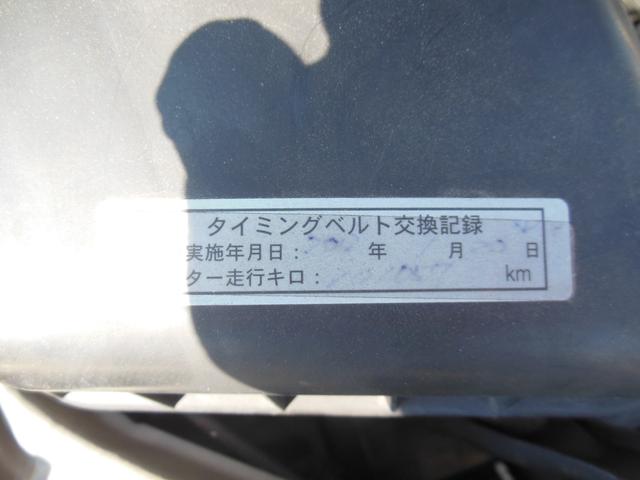 タイミングベルト交換記録
実施年月日： 年 月 日
ター走行キロ： km